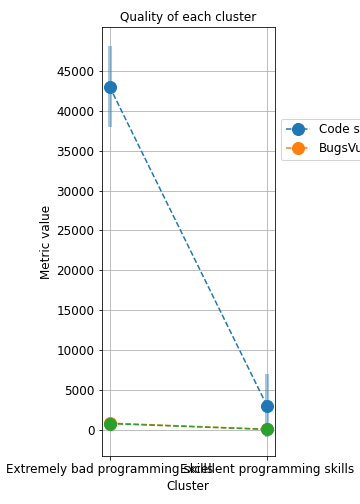 Quality of each cluster
45000
40000
35000
30000
25000
20000
15000
10000
5000
0
Metric value
Code s
BugsVu
Extremely bad programming skills
Excellent programming skills
Cluster